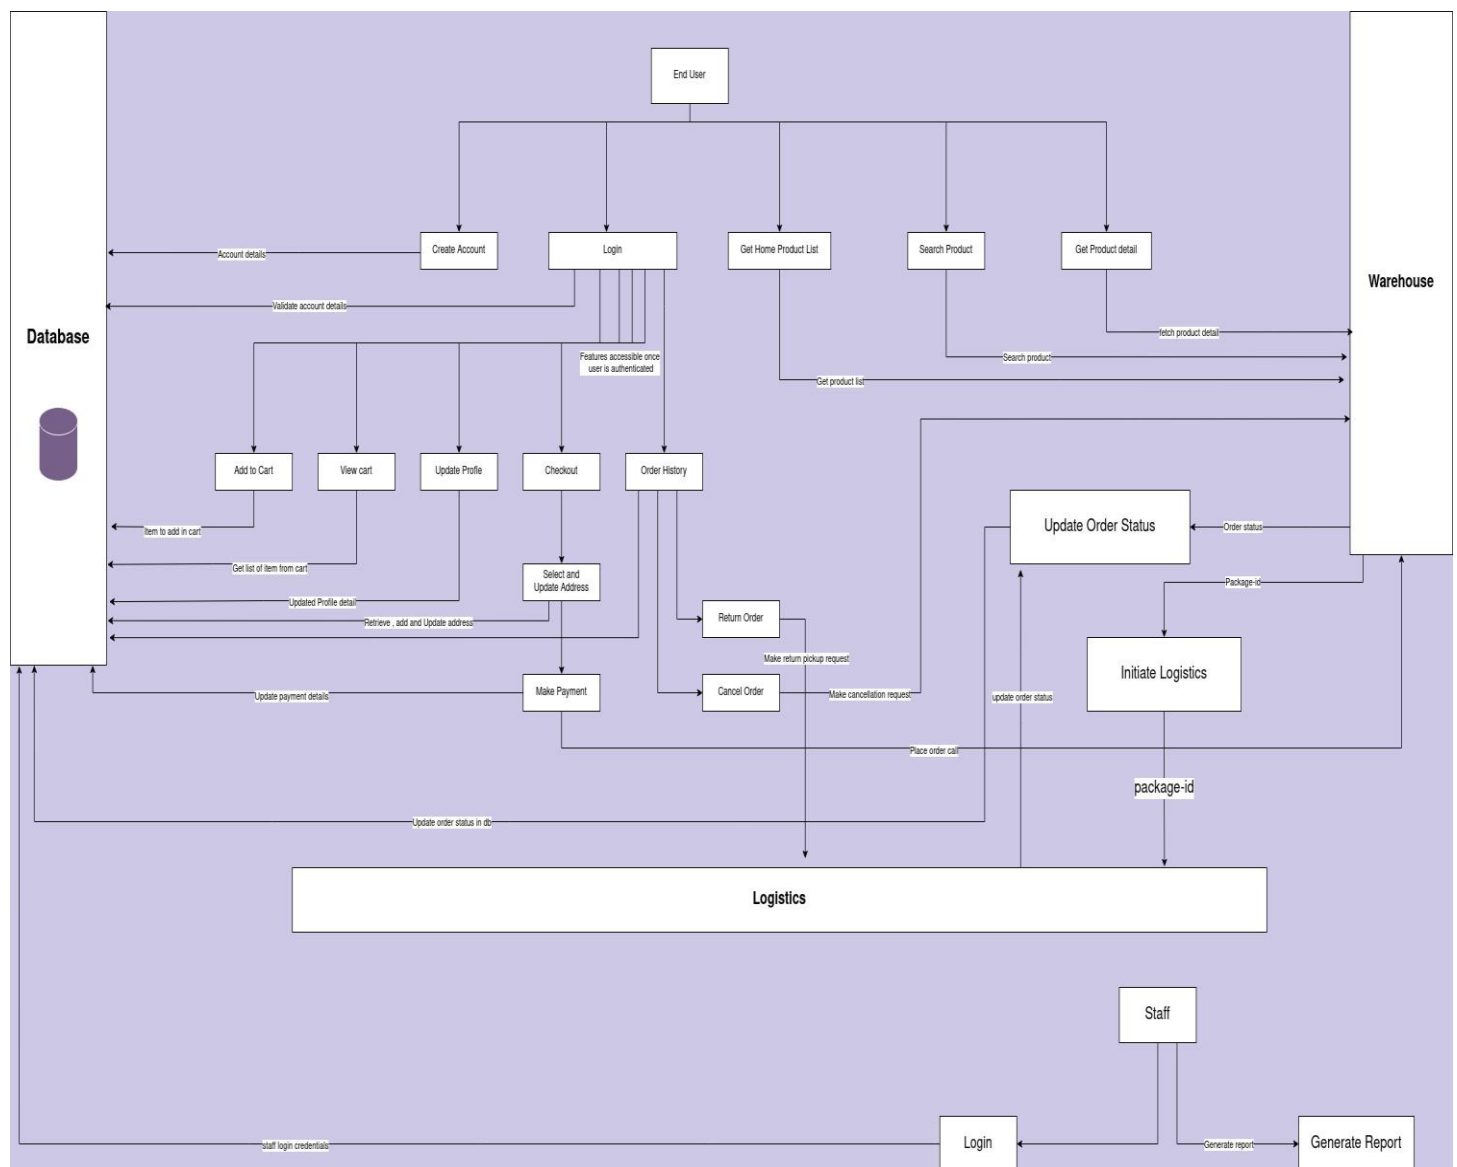 End User
Create Account
Login
Get Home Product List
Search Product
Get Product detail
Account details
Warehouse
Validate account details
Database
fetch product detail
Features accessible once
user is authenticated
Search product
Get product list
Add to Cart
View cart
Update Profle
Checkout
Order History
Update Order Status
Order status
Item to add in cart
Get list of item from cart
Select and
Update Address
Package-id
Updated Profile detail
Retrieve , add and Update address
Return Order
Make return pickup request
Initiate Logistics
Update payment details
Make Payment
Cancel Order
Make cancellation request
update order status
Place order call
package-id
Update order status in db
Logistics
Staff
staff login credentials
Login
Generate report
Generate Report